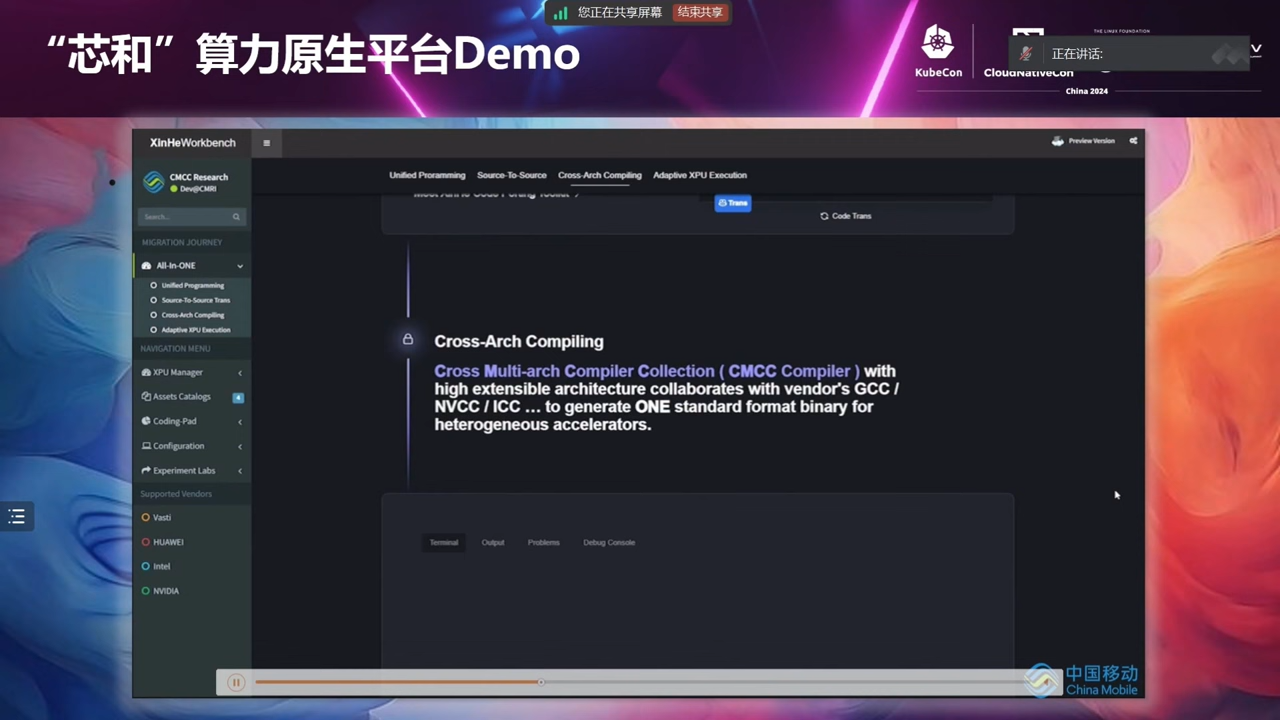 您正在共享屏幕 结束共享
“芯和”算力原生平台Demo
THE LINUX FOUNDATION
正在讲话:
KubeCon
CloudNativeCon
China 2024
XInHeWorkbench
Preview Version
CMCC Research
Dev@CMRI
Unified Proramming Source-To-Source Cross-Arch Compiling Adaptive XPU Execution
Search...
Trans
Code Trans
MIGRATION JOURNEY
All-In-ONE
Unified Programming
Source-To-Source Trans
Cross-Arch Compiling
Adaptive XPU Execution
NAVIGATION MENU
XPU Manager
Assets Catalogs 4
Coding-Pad
Configuration
Experiment Labs
Supported Vendors
Vasti
HUAWEI
Intel
NVIDIA
Cross-Arch Compiling
Cross Multi-arch Compiler Collection ( CMCC Compiler ) with
high extensible architecture collaborates with vendor's GCC /
NVCC / ICC ... to generate ONE standard format binary for
heterogeneous accelerators.
Terminal Output Problems Debug Console
中国移动
China Mobile